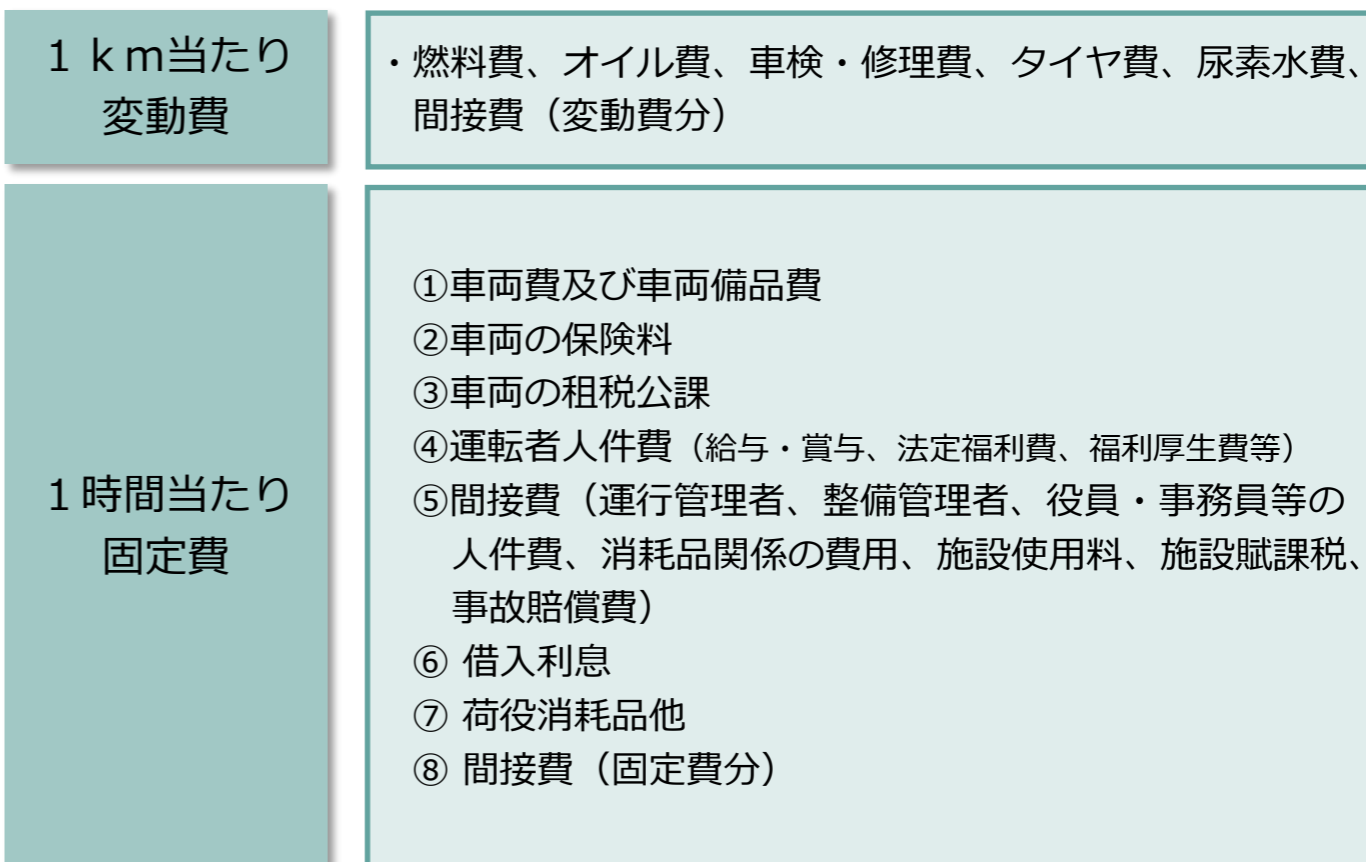 １ｋｍ当たり
変動費
・燃料費、オイル費、車検・修理費、タイヤ費、尿素水費、
間接費（変動費分）
１時間当たり
固定費
①車両費及び車両備品費
②車両の保険料
③車両の租税公課
④運転者人件費（給与・賞与、法定福利費、福利厚生費等）
⑤間接費（運行管理者、整備管理者、役員・事務員等の
人件費、消耗品関係の費用、施設使用料、施設賦課税、
事故賠償費）
⑥ 借入利息
⑦ 荷役消耗品他
⑧ 間接費（固定費分）